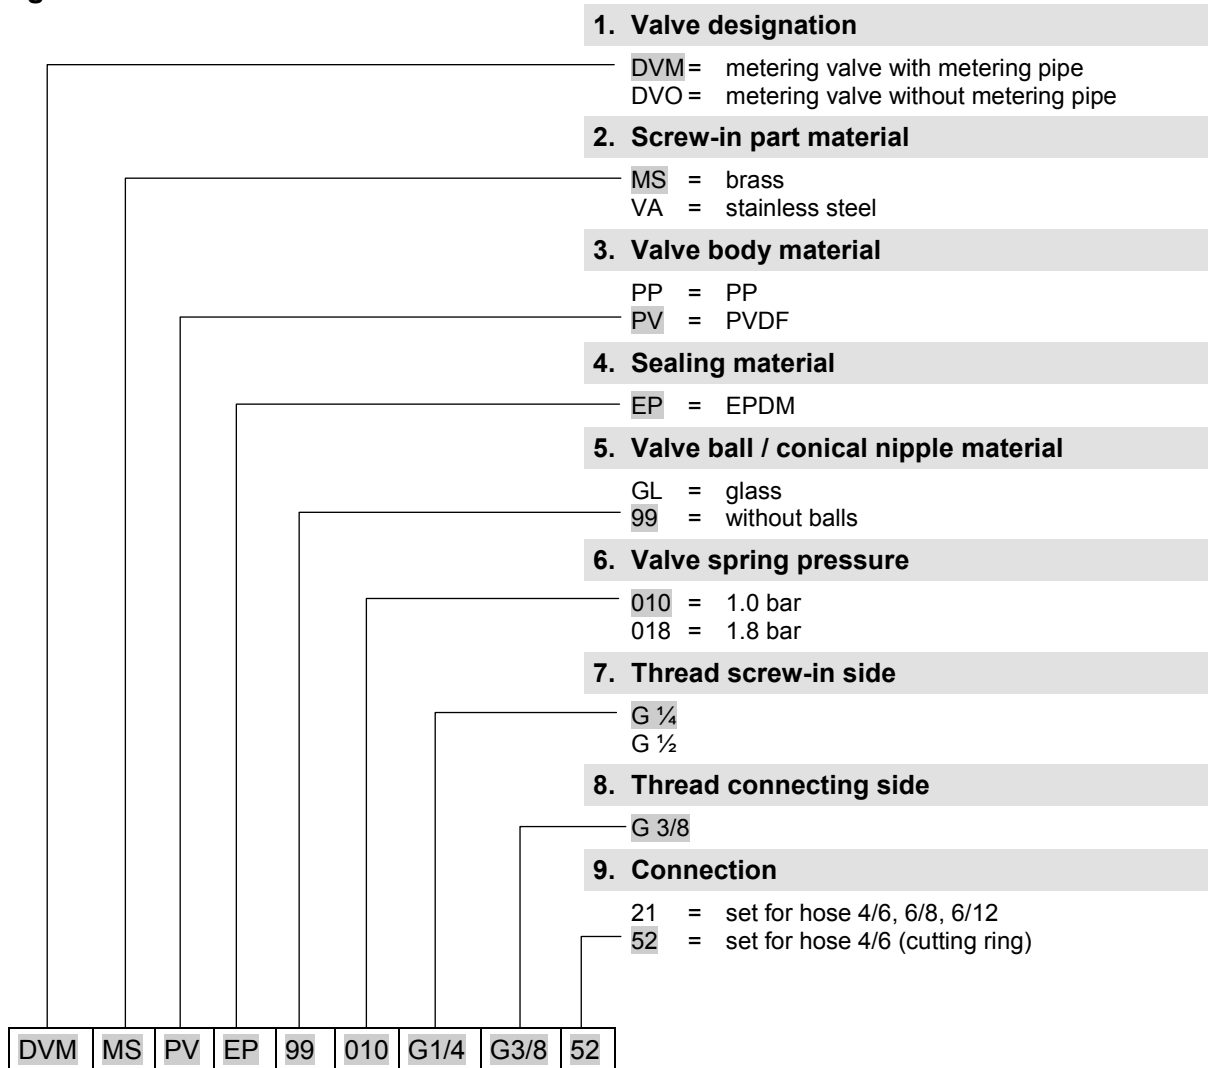 1. Valve designation
DVM = metering valve with metering pipe
DVO = metering valve without metering pipe
2. Screw-in part material
MS = brass
VA = stainless steel
3. Valve body material
PP = PP
PV = PVDF
4. Sealing material
EP = EPDM
5. Valve ball / conical nipple material
GL = glass
99 = without balls
6. Valve spring pressure
010 = 1.0 bar
018 = 1.8 bar
7. Thread screw-in side
G ¼
G ½
8. Thread connecting side
G 3/8
9. Connection
21 = set for hose 4/6, 6/8, 6/12
52 = set for hose 4/6 (cutting ring)
DVM MS PV EP 99 010 G1/4 G3/8 52